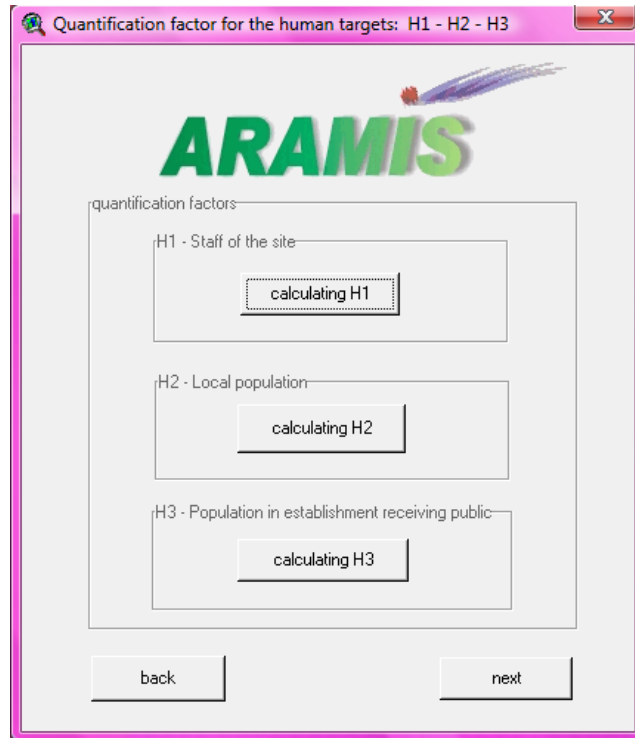 Quantification factor for the human targets: H1 - H2 - H3
ARAMIS
quantification factors
H1 - Staff of the site
calculating H1
H2 - Local population
calculating H2
H3 - Population in establishment receiving public
calculating H3
back
next